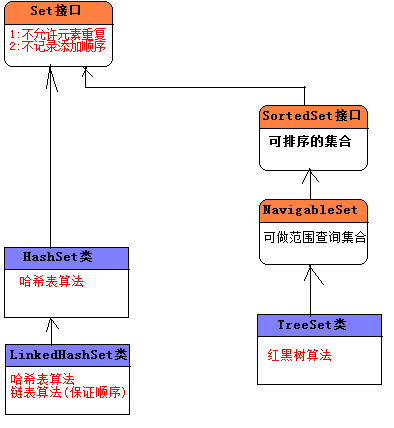 Set接口
1:不允许元素重复
2:不记录添加顺序
SortedSet接口
可排序的集合
NavigableSet
可做范围查询集合
HashSet类
哈希表算法
TreeSet类
红黑树算法
LinkedHashSet类
哈希表算法
链表算法(保证顺序)